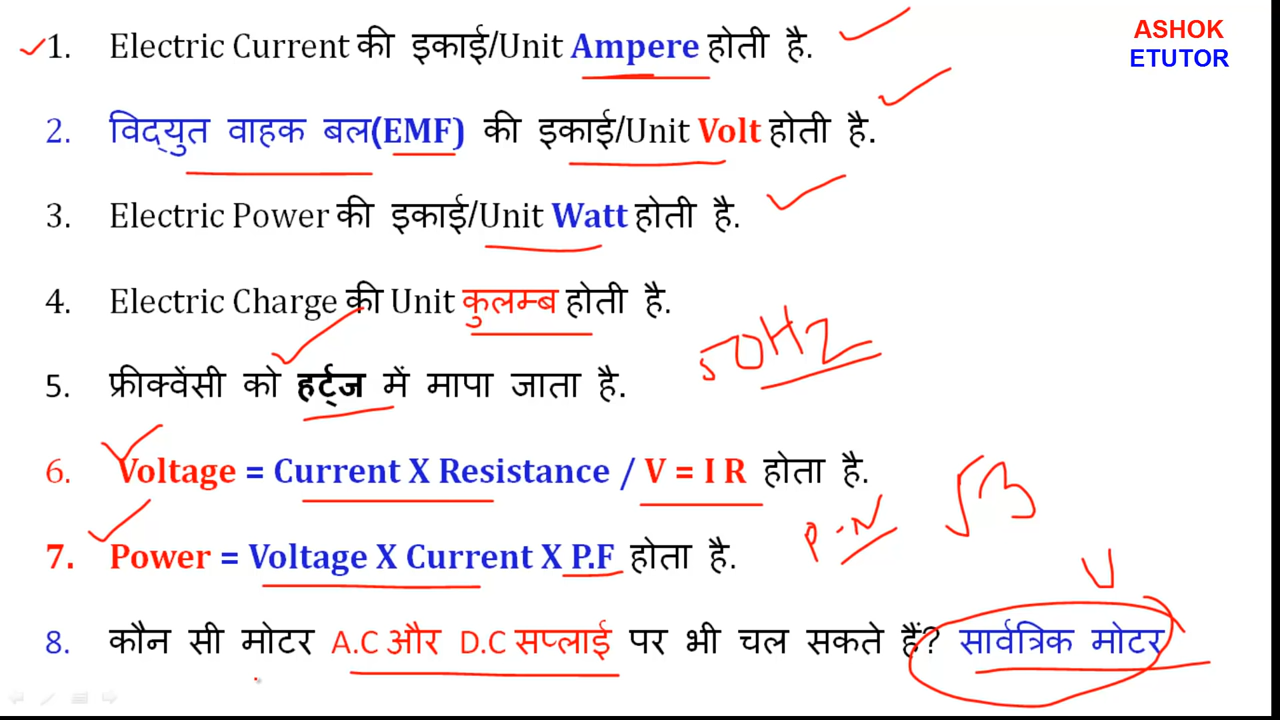 ASHOK
ETUTOR
1. Electric Current की इकाई/Unit Ampere होती है.
2. विद्युत वाहक बल(EMF) की इकाई/Unit Volt होती है.
3. Electric Power की इकाई/Unit Watt होती है.
4. Electric Charge की Unit कुलम्ब होती है.
50HZ
5. फ्रीक्वेंसी को हर्ट्ज में मापा जाता है.
6. Voltage = Current X Resistance / V = I R होता है.
√3
P-N
7. Power = Voltage X Current X P.F होता है.
V
8. कौन सी मोटर A.C और D.C सप्लाई पर भी चल सकते हैं? सार्वत्रिक मोटर